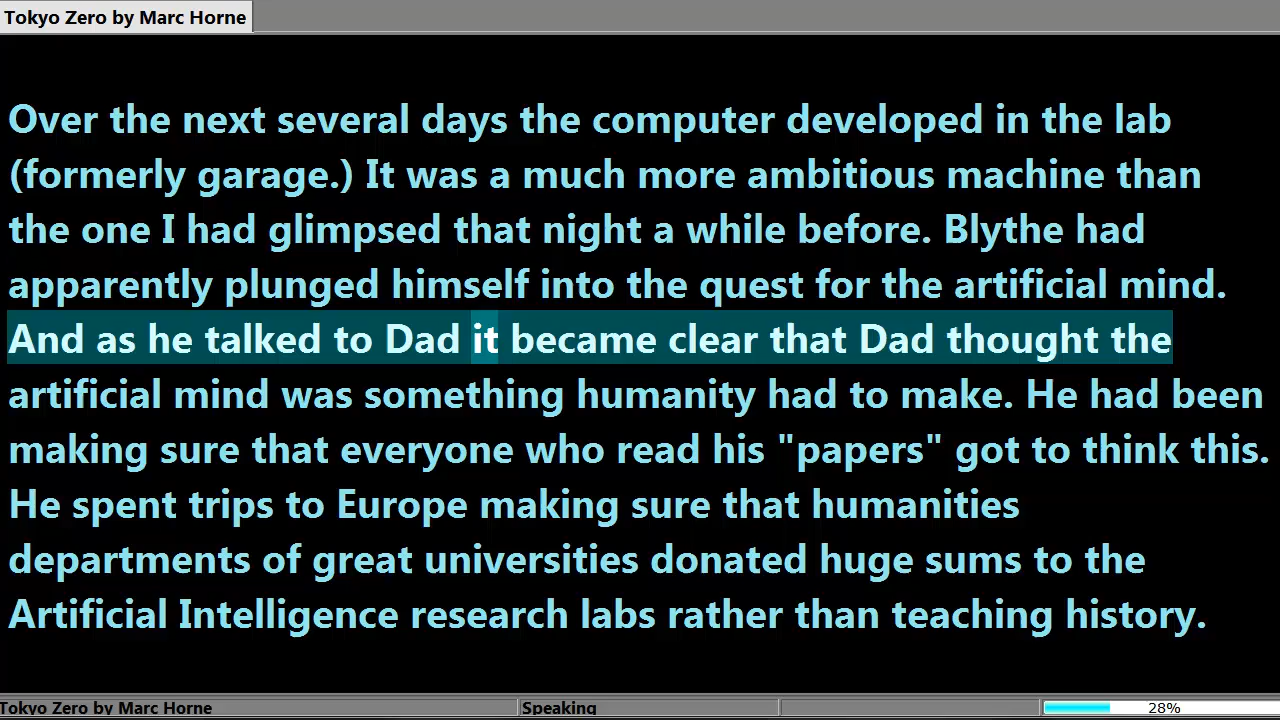 Tokyo Zero by Marc Horne
Over the next several days the computer developed in the lab
(formerly garage.) It was a much more ambitious machine than
the one I had glimpsed that night a while before. Blythe had
apparently plunged himself into the quest for the artificial mind.
And as he talked to Dad it became clear that Dad thought the
artificial mind was something humanity had to make. He had been
making sure that everyone who read his "papers" got to think this.
He spent trips to Europe making sure that humanities
departments of great universities donated huge sums to the
Artificial Intelligence research labs rather than teaching history.
Tokyo Zero by Marc Horne
Speaking
28%